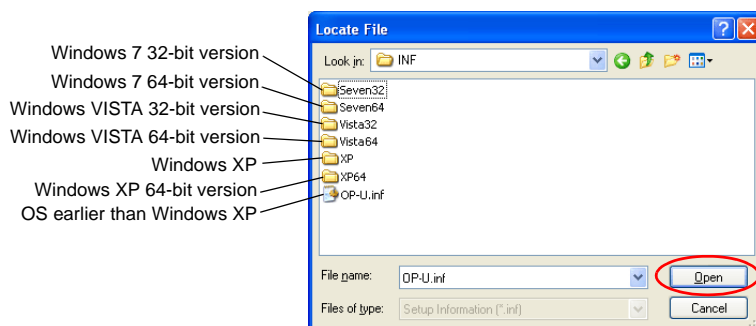 Locate File
Look in: INF
Windows 7 32-bit version
Windows 7 64-bit version
Windows VISTA 32-bit version
Windows VISTA 64-bit version
Windows XP
Windows XP 64-bit version
OS earlier than Windows XP
Seven32
Seven64
Vista32
Vista64
XP
XP64
OP-U.inf
File name: OP-U.inf Open
Files of type: Setup Information (*.inf) Cancel